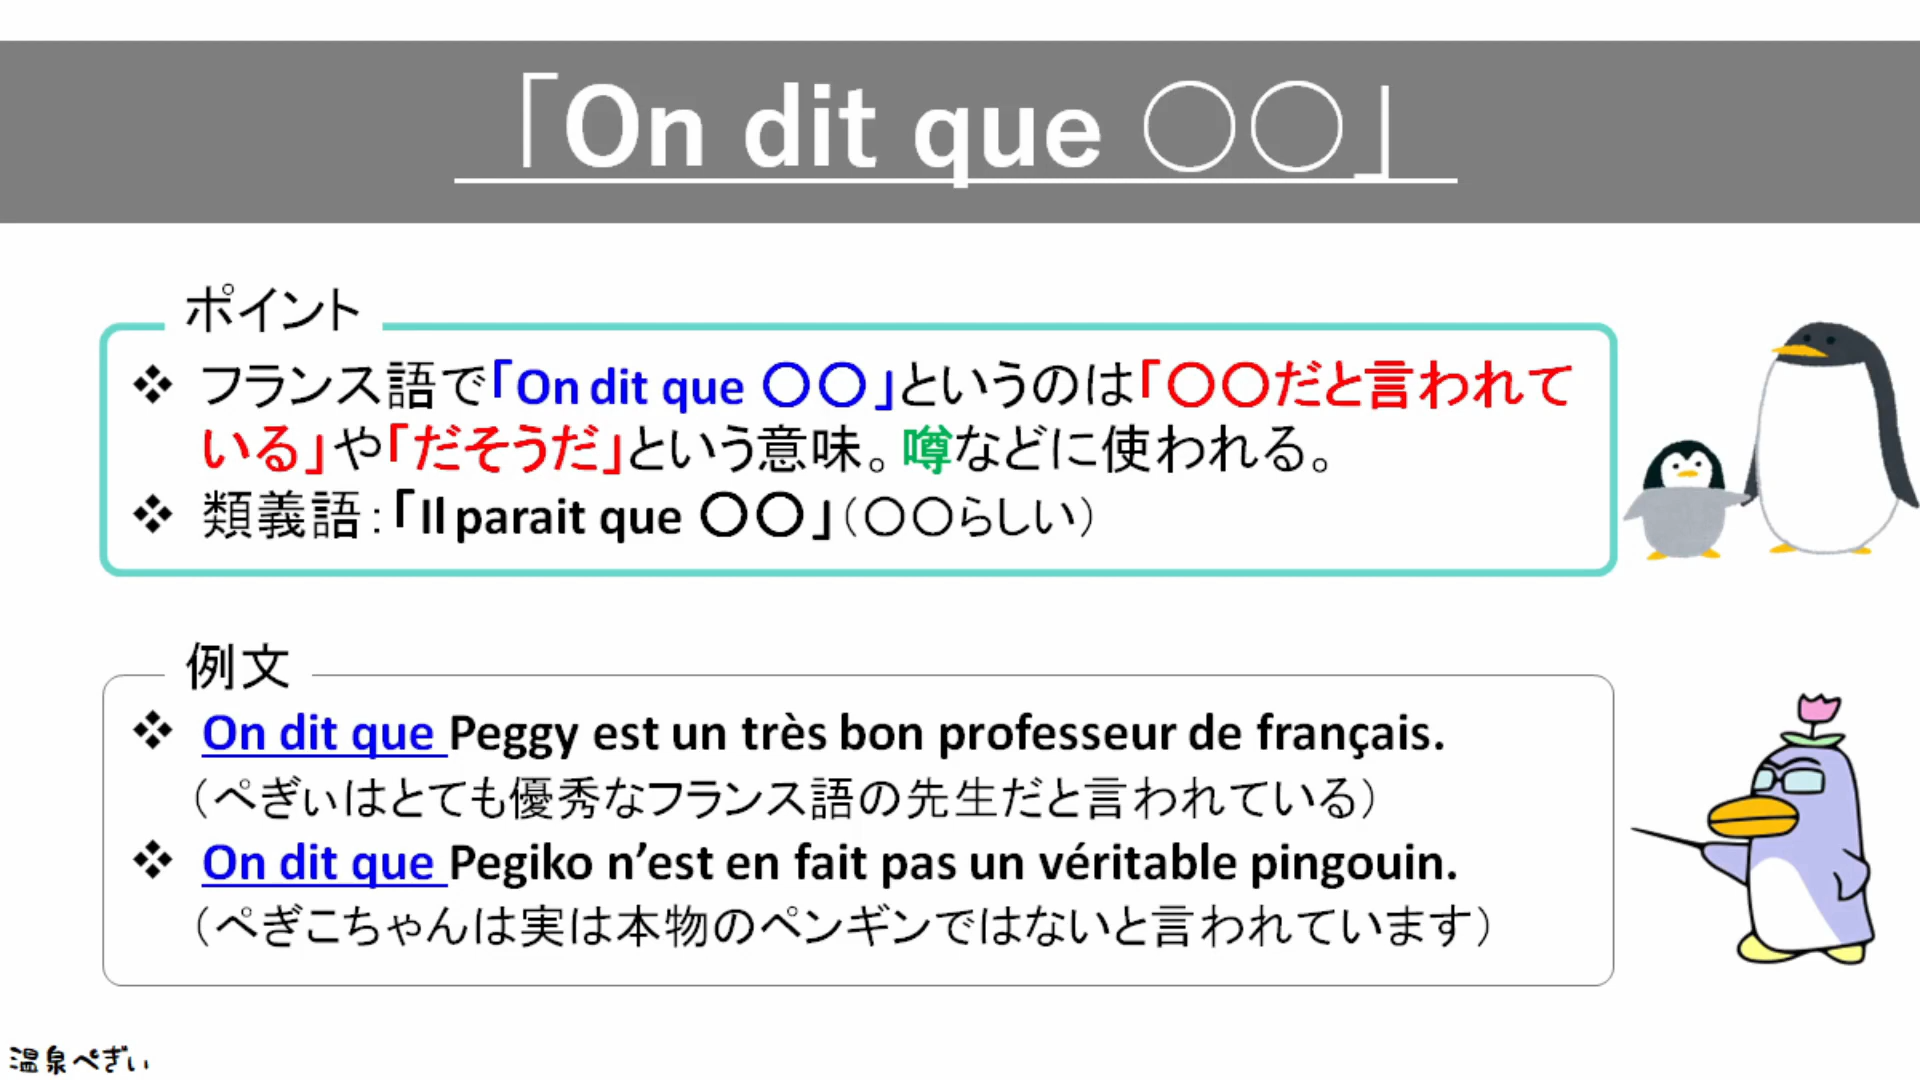 「On dit que 〇〇」
ポイント
❖ フランス語で「On dit que 〇〇」というのは「〇〇だと言われて
いる」や「だそうだ」という意味。噂などに使われる。
❖ 類義語：「Il parait que 〇〇」（〇〇らしい）
例文
❖ On dit que Peggy est un très bon professeur de français.
（ぺぎぃはとても優秀なフランス語の先生だと言われている）
❖ On dit que Pegiko n’est en fait pas un véritable pingouin.
（ぺぎこちゃんは実は本物のペンギンではないと言われています）
温泉ぺぎぃ